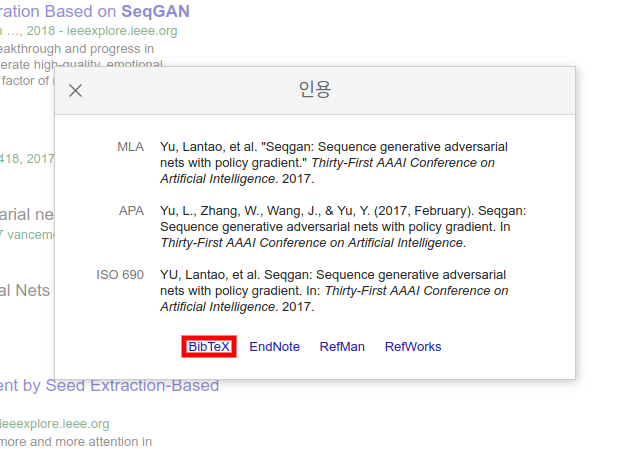 ration Based on SeqGAN
…, 2018 - ieeexplore.ieee.org
eakthrough and progress in
erate high-quality, emotional
factor of
인용
MLA
Yu, Lantao, et al. "Seqgan: Sequence generative adversarial
nets with policy gradient." Thirty-First AAAI Conference on
Artificial Intelligence. 2017.
418, 2017
APA
Yu, L., Zhang, W., Wang, J., & Yu, Y. (2017, February). Seqgan:
Sequence generative adversarial nets with policy gradient. In
Thirty-First AAAI Conference on Artificial Intelligence.
arial ne
7 vanceme
ISO 690
YU, Lantao, et al. Seqgan: Sequence generative adversarial
nets with policy gradient. In: Thirty-First AAAI Conference on
Artificial Intelligence. 2017.
al Nets
BibTeX EndNote RefMan RefWorks
ent by Seed Extraction-Based
ieeexplore.ieee.org
more and more attention in